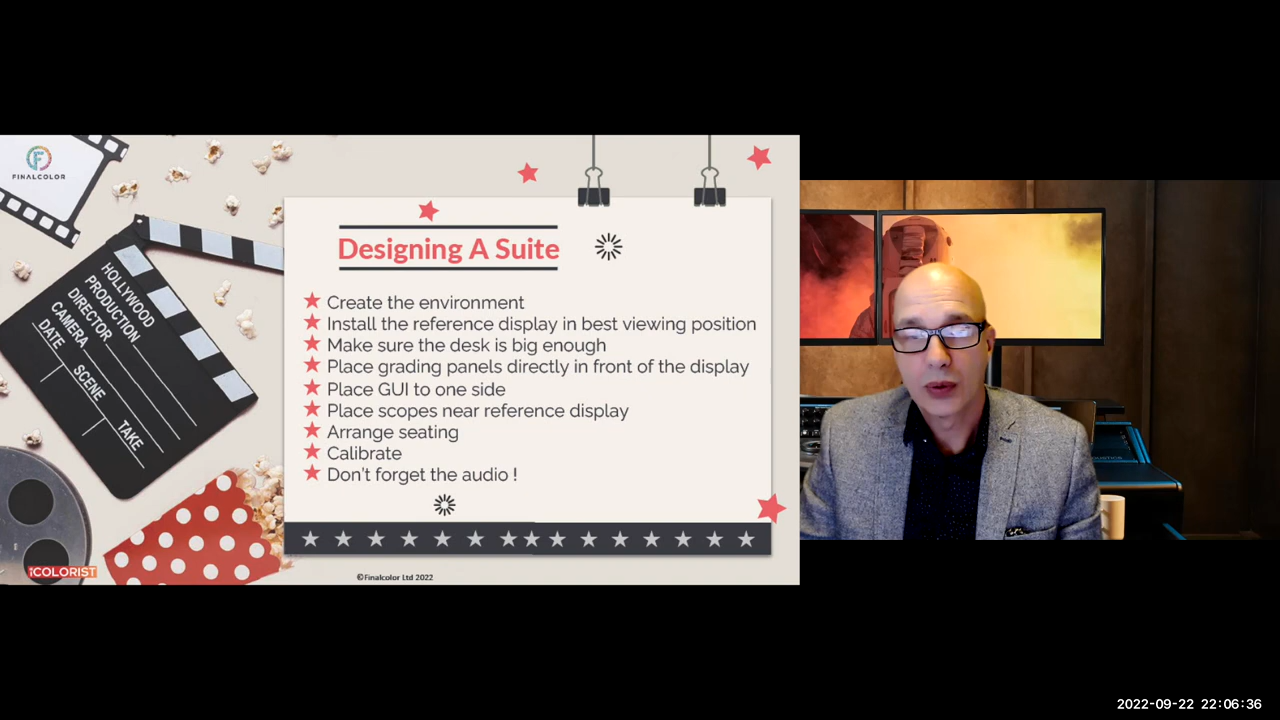 FINALCOLOR
HOLLYWOOD
PRODUCTION
DIRECTOR
CAMERA
DATE
SCENE
TAKE
Designing A Suite
Create the environment
Install the reference display in best viewing position
Make sure the desk is big enough
Place grading panels directly in front of the display
Place GUI to one side
Place scopes near reference display
Arrange seating
Calibrate
Don't forget the audio !
iCOLORIST
©Finalcolor Ltd 2022
2022-09-22 22:06:36